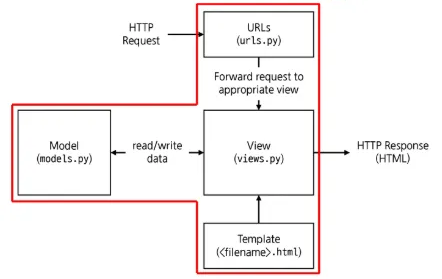 HTTP
Request
URLs
(urls.py)
Forward request to
appropriate view
Model
(models.py)
read/write
data
View
(views.py)
HTTP Response
(HTML)
Template
(<filename>.html)